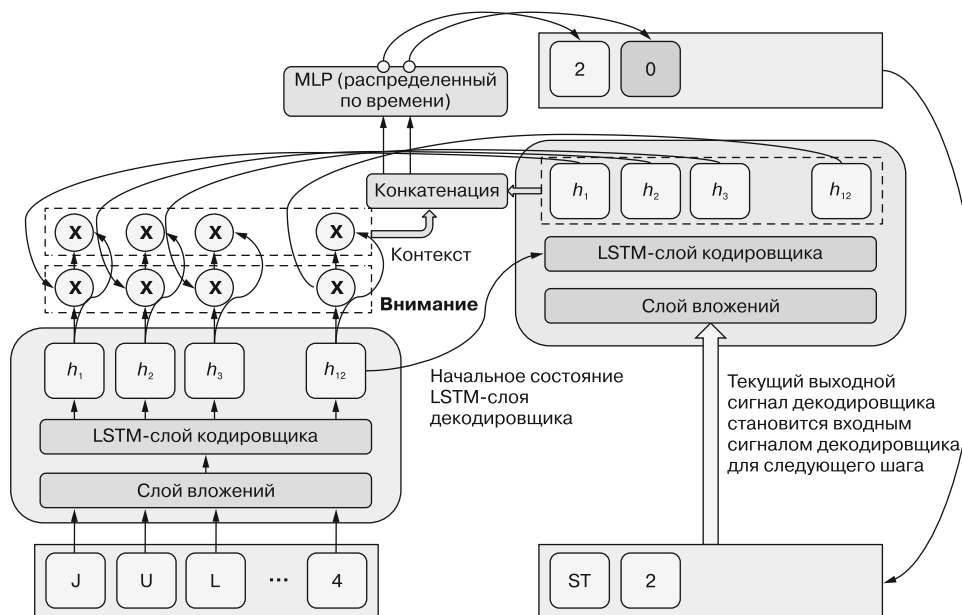 2 0
MLP (распределенный
по времени)
Конкатенация
h₁ h₂ h₃ h₁₂
X X X X
Контекст
LSTM-слой кодировщика
X X X X
Внимание
Слой вложений
h₁ h₂ h₃ h₁₂
Начальное состояние
LSTM-слоя
декодировщика
Текущий выходной
сигнал декодировщика
становится входным
сигналом декодировщика
для следующего шага
LSTM-слой кодировщика
Слой вложений
J U L ... 4
ST 2